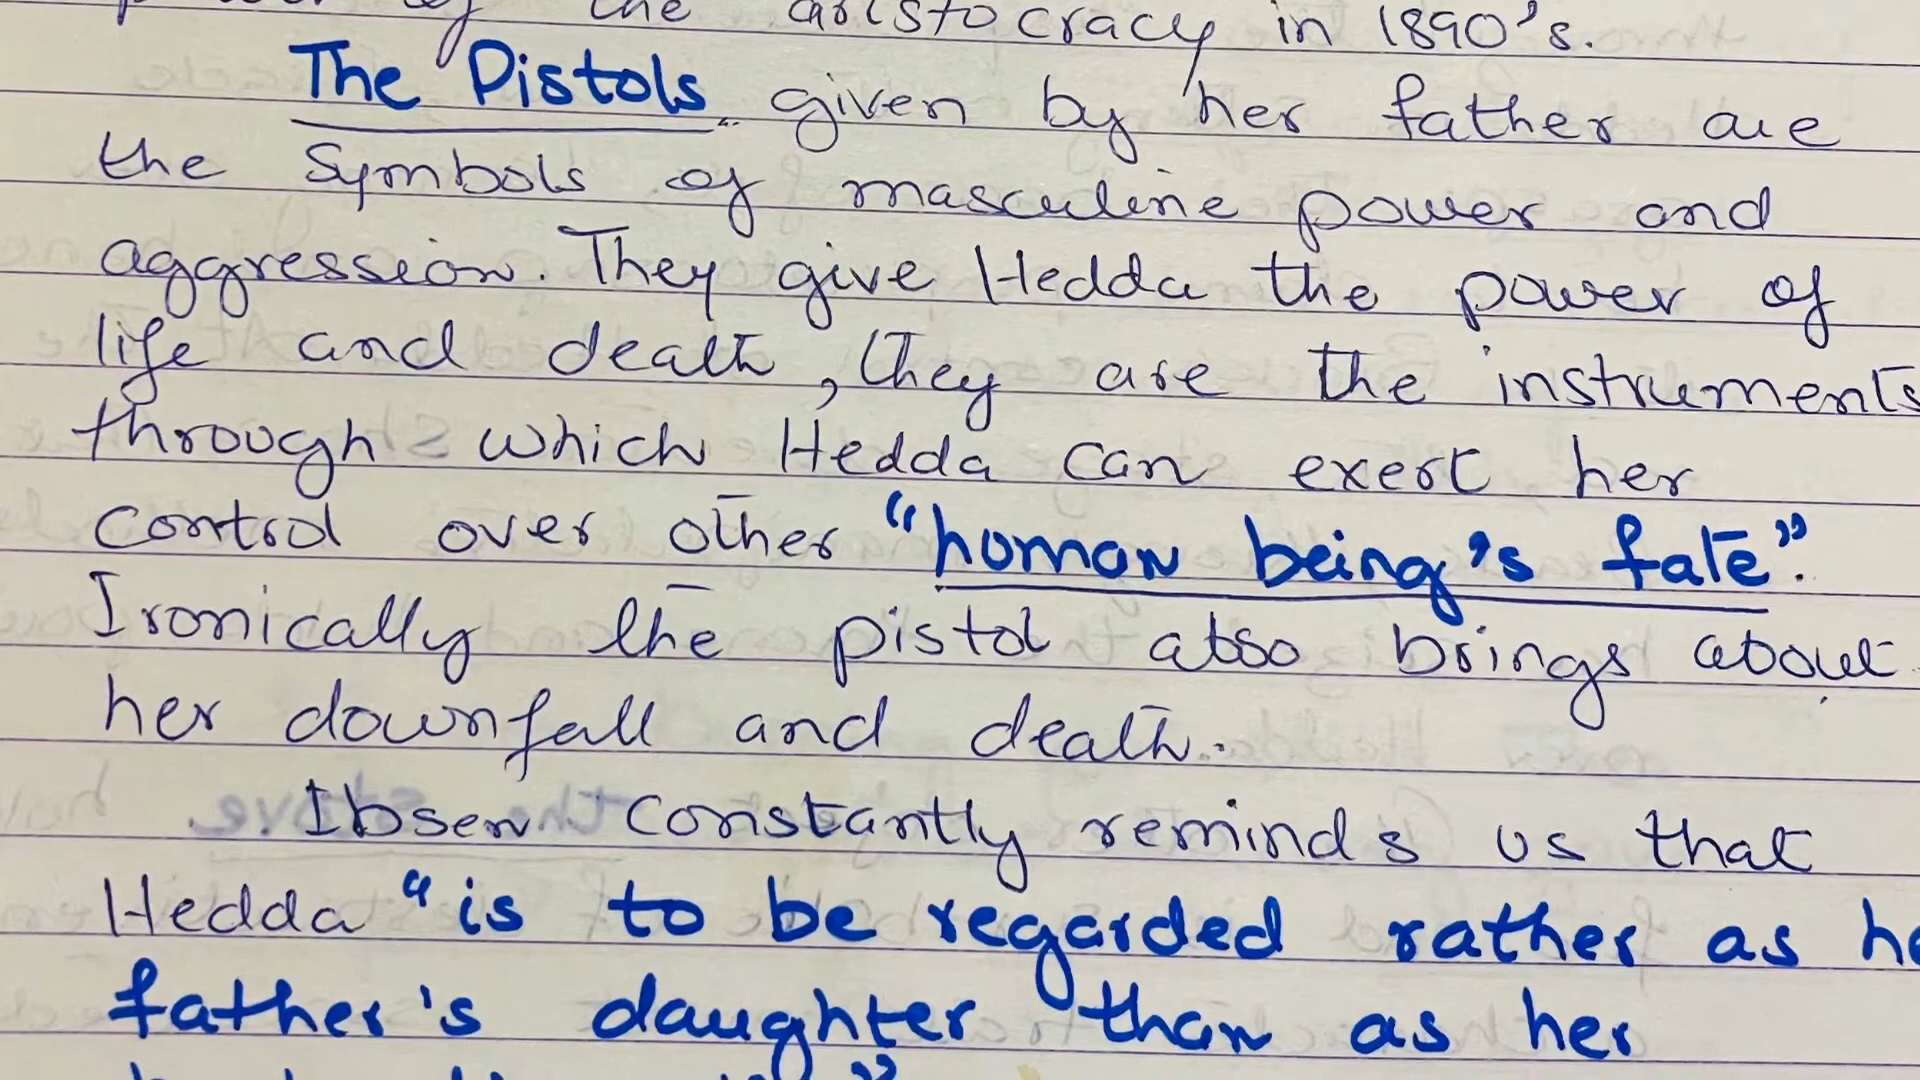 of the aristocracy in 1890's.
The Pistols given by her father are
the Symbols of masculine power and
aggression. They give Hedda the power of
life and death, they are the instruments
through which Hedda can exert her
control over other "human being's fate".
Ironically the pistol also brings about
her downfall and death.
Ibsen constantly reminds us that
Hedda "is to be regarded rather as he
father's daughter than as her